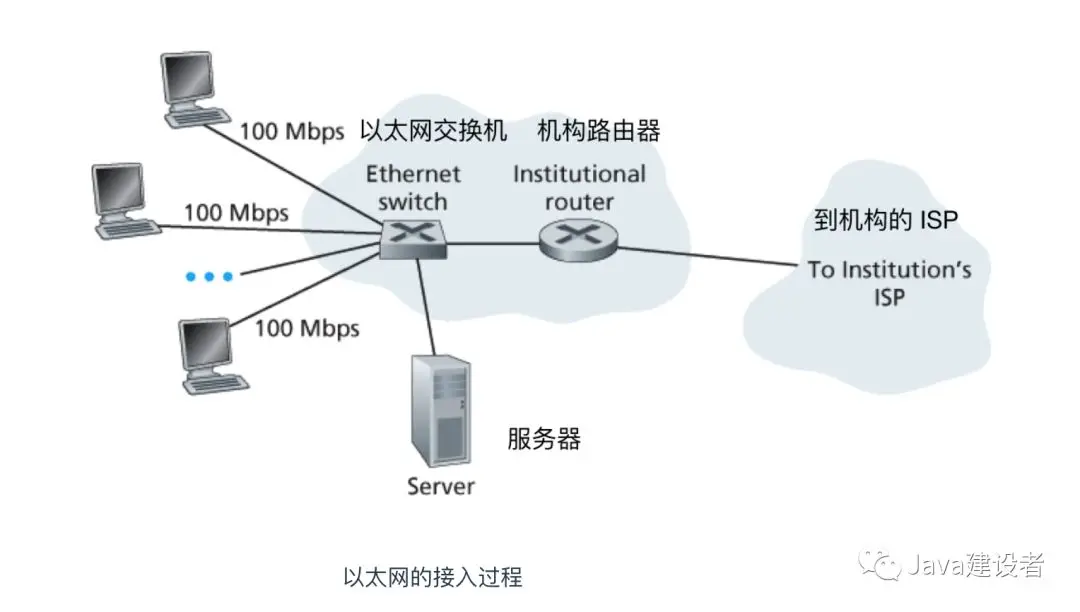 100 Mbps
以太网交换机
机构路由器
Ethernet
switch
Institutional
router
100 Mbps
到机构的 ISP
To Institution's
ISP
100 Mbps
服务器
Server
以太网的接入过程
Java建设者